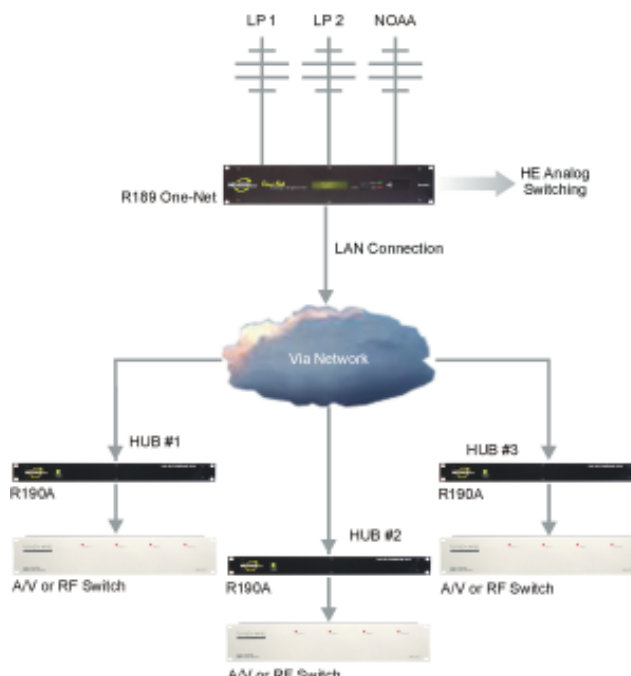 LP 1
LP 2
NOAA
R189 One-Net
HE Analog
Switching
LAN Connection
Via Network
HUB #1
R190A
A/V or RF Switch
HUB #2
R190A
A/V or RF Switch
HUB #3
R190A
A/V or RF Switch